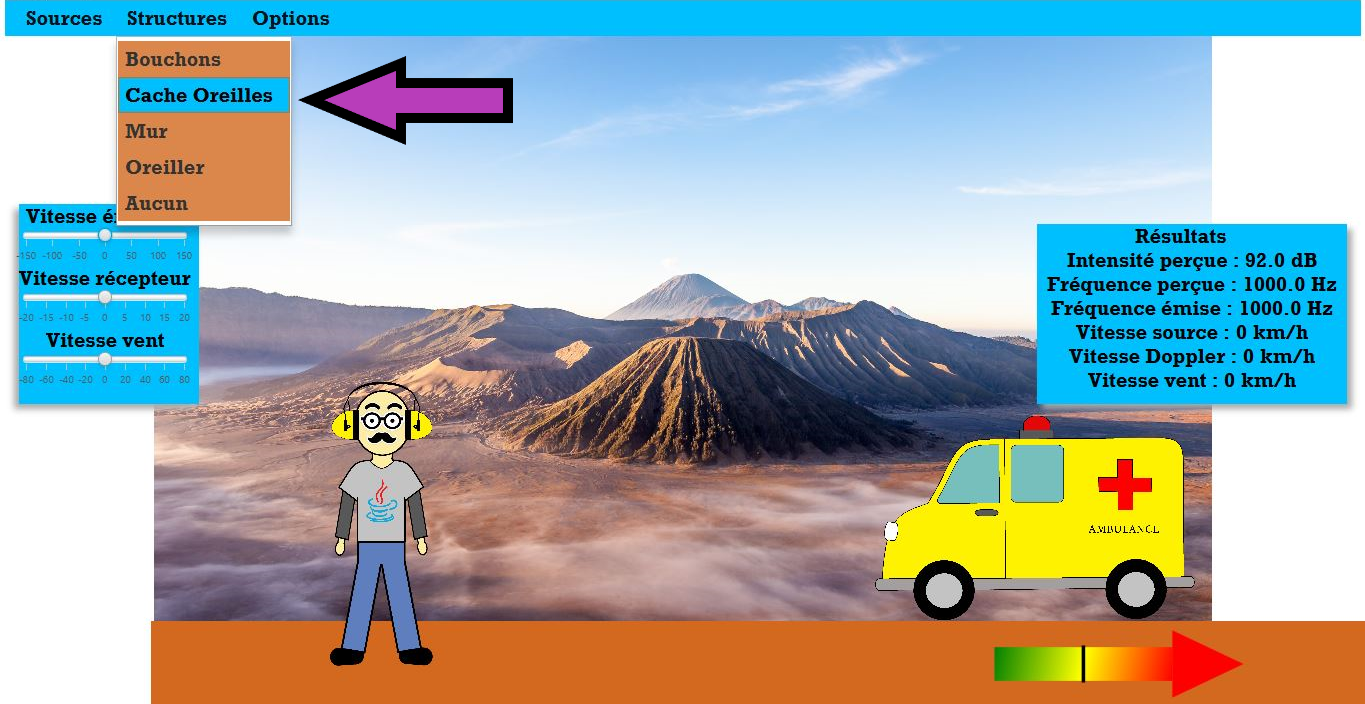 Sources Structures Options
Bouchons
Cache Oreilles
Mur
Oreiller
Aucun
Vitesse é
-150 -100 -50 0 50 100 150
Vitesse récepteur
-20 -15 -10 -5 0 5 10 15 20
Vitesse vent
-80 -60 -40 -20 0 20 40 60 80
Résultats
Intensité perçue : 92.0 dB
Fréquence perçue : 1000.0 Hz
Fréquence émise : 1000.0 Hz
Vitesse source : 0 km/h
Vitesse Doppler : 0 km/h
Vitesse vent : 0 km/h
AMBULANCE